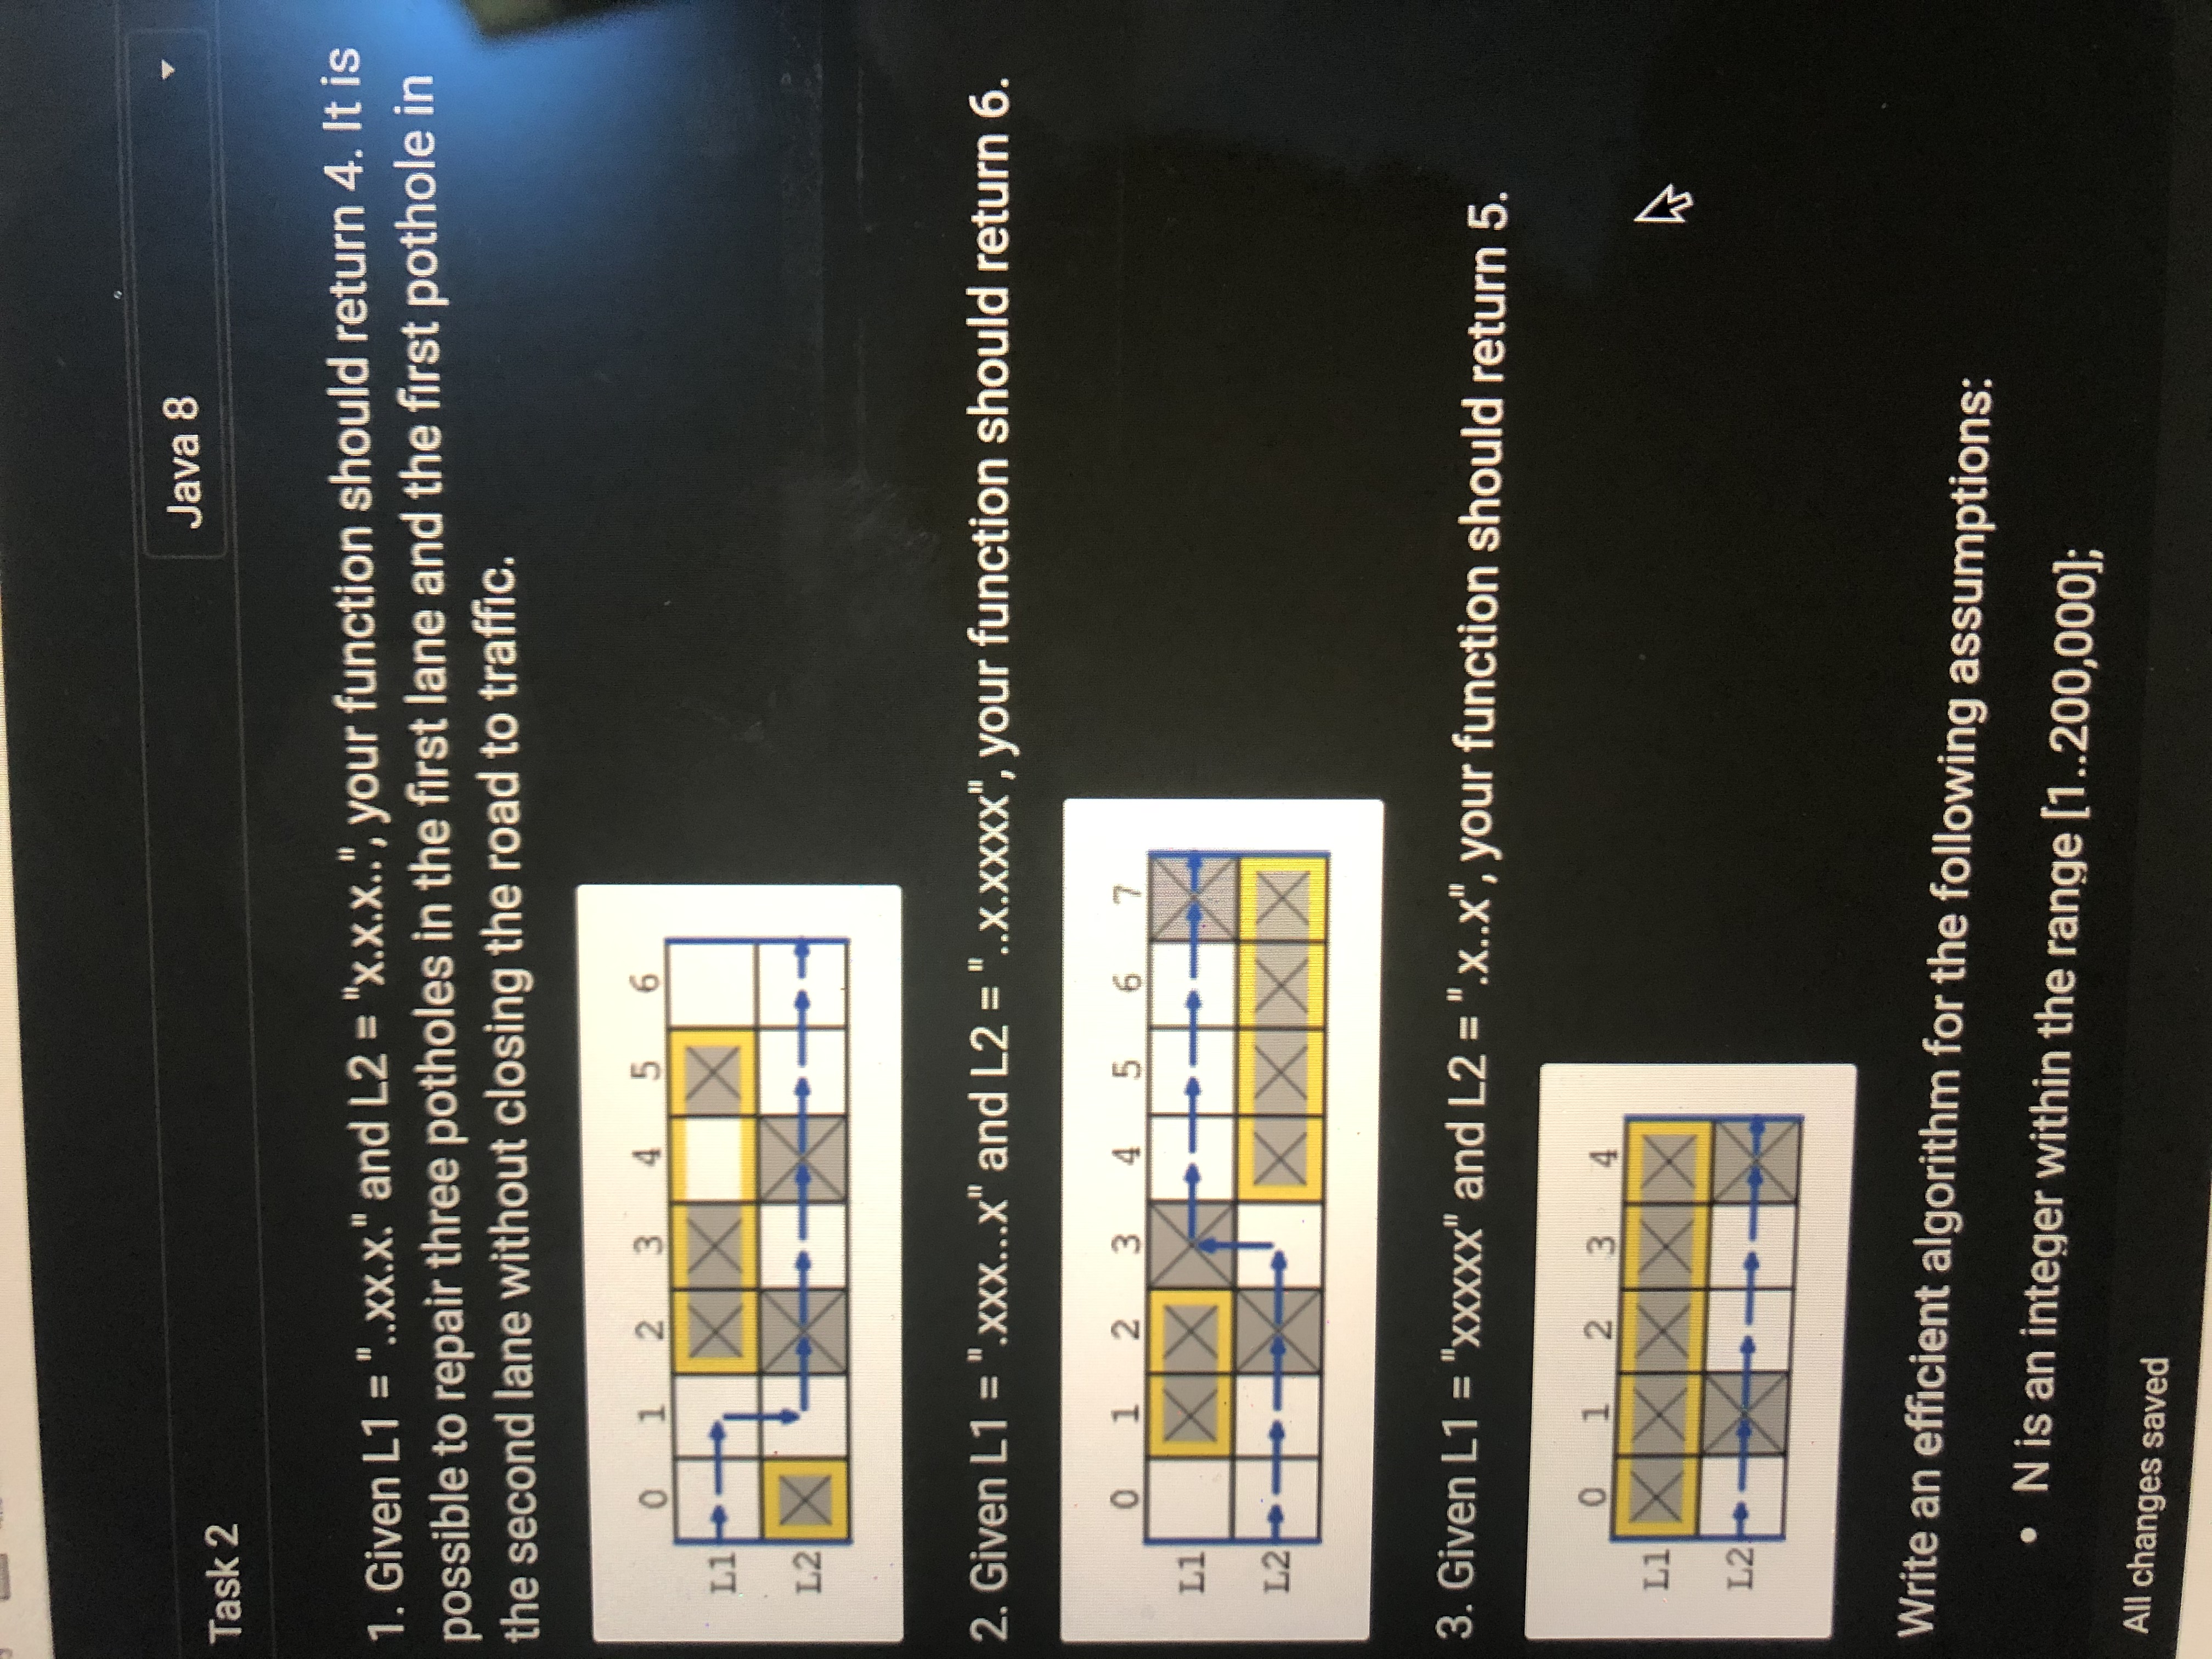 Task 2
Java 8
1. Given L1 = "..xx.x." and L2 = "x.x.x..", your function should return 4. It is
possible to repair three potholes in the first lane and the first pothole in
the second lane without closing the road to traffic.
0 1 2 3 4 5 6
L1
L2
2. Given L1 = ".xxx...x" and L2 = "..x.xxxx", your function should return 6.
0 1 2 3 4 5 6 7
L1
L2
3. Given L1 = "xxxxx" and L2 = ".x..x", your function should return 5.
0 1 2 3 4
L1
L2
Write an efficient algorithm for the following assumptions:
• N is an integer within the range [1..200,000];
All changes saved